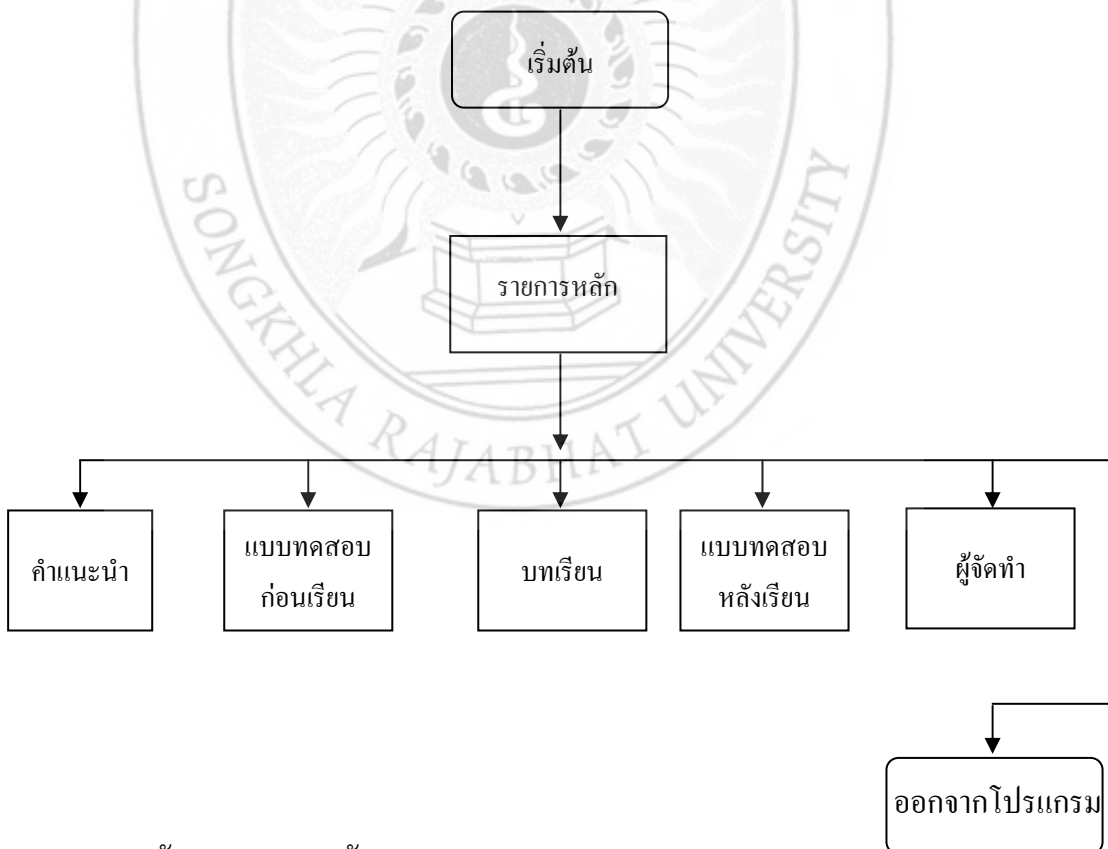 เริ่มต้น
รายการหลัก
SONGKHLA RAJABHAT UNIVERSITY
คำแนะนำ
แบบทดสอบ
ก่อนเรียน
บทเรียน
แบบทดสอบ
หลังเรียน
ผู้จัดทำ
ออกจากโปรแกรม